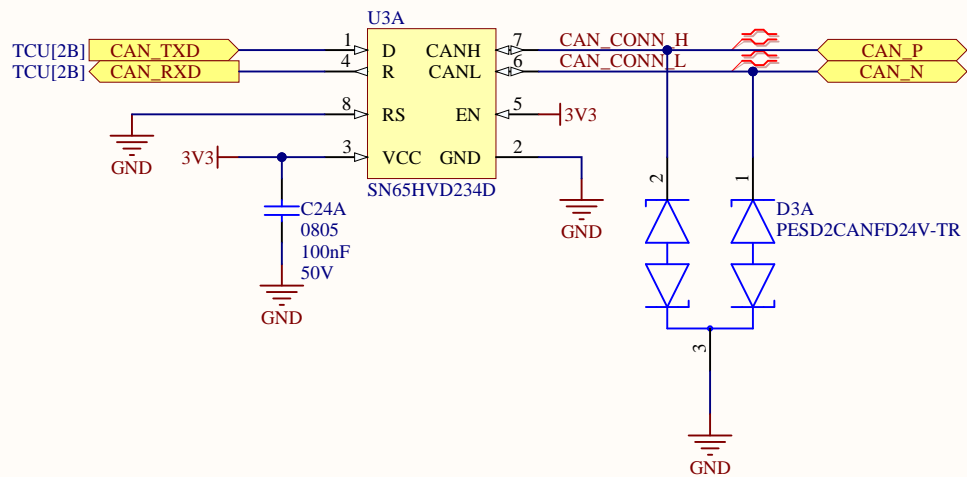 U3A
TCU[2B] CAN_TXD 1 D CANH 7 CAN_CONN_H CAN_P
TCU[2B] CAN_RXD 4 R CANL 6 CAN_CONN_L CAN_N
8 RS EN 5 3V3
GND
3V3 3 VCC GND 2
SN65HVD234D
GND
C24A
0805
100nF
50V
GND
2 1
D3A
PESD2CANFD24V-TR
3
GND